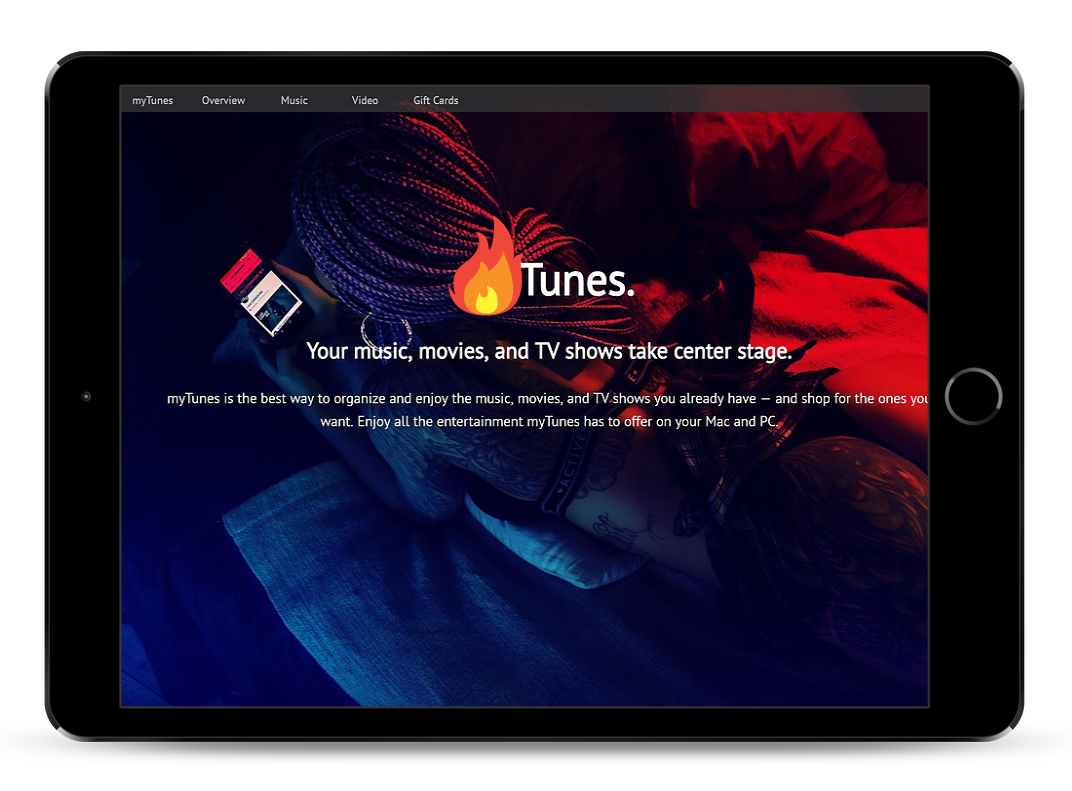 myTunes Overview Music Video Gift Cards
Tunes.
Your music, movies, and TV shows take center stage.
myTunes is the best way to organize and enjoy the music, movies, and TV shows you already have — and shop for the ones you
want. Enjoy all the entertainment myTunes has to offer on your Mac and PC.
ACTIVE